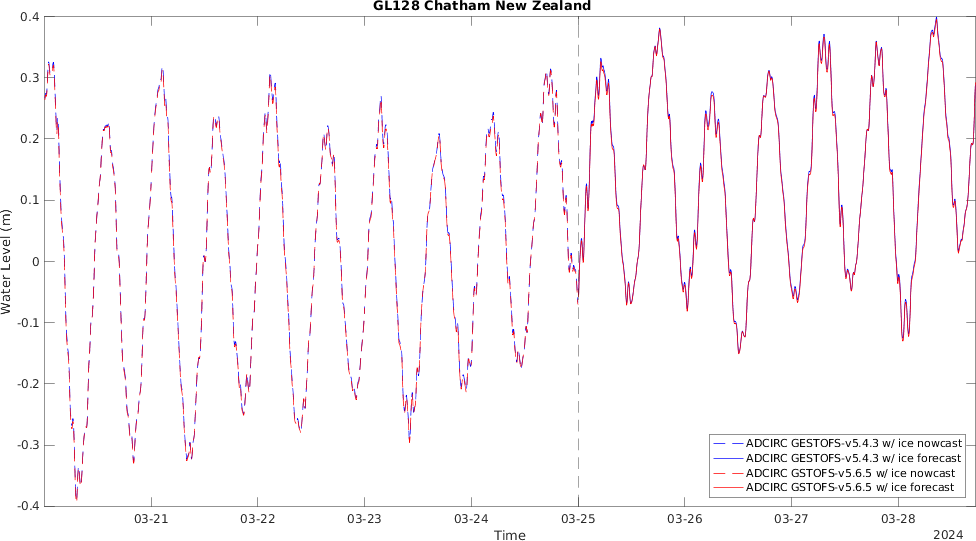 GL128 Chatham New Zealand
0.4
0.3
0.2
0.1
0
-0.1
-0.2
-0.3
-0.4
Water Level (m)
03-21
03-22
03-23
03-24
03-25
03-26
03-27
03-28
Time
2024
ADCIRC GESTOFS-v5.4.3 w/ ice nowcast
ADCIRC GESTOFS-v5.4.3 w/ ice forecast
ADCIRC GSTOFS-v5.6.5 w/ ice nowcast
ADCIRC GSTOFS-v5.6.5 w/ ice forecast